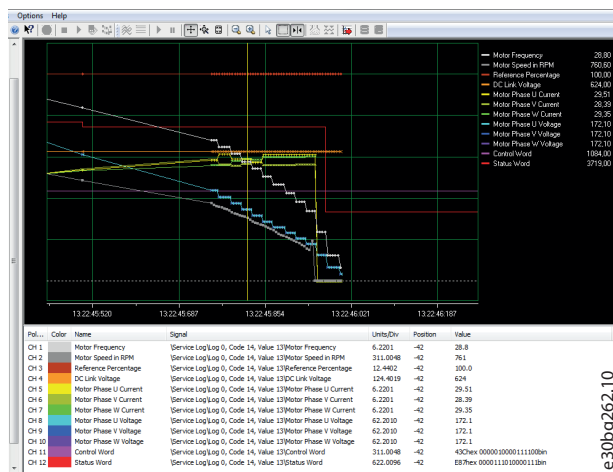 Options Help
Motor Frequency 28,80
Motor Speed in RPM 760,60
Reference Percentage 100,00
DC Link Voltage 624,00
Motor Phase U Current 29,51
Motor Phase V Current 28,39
Motor Phase W Current 29,35
Motor Phase U Voltage 172,10
Motor Phase V Voltage 172,10
Motor Phase W Voltage 172,10
Control Word 1084,00
Status Word 3719,00
13:22:45:520 13:22:45:687 13:22:45:854 13:22:46:021 13:22:46:187
Pol... Color Name Signal Units/Div Position Value
CH 1 Motor Frequency \Service Log\Log 0, Code 14, Value 13\Motor Frequency 6.2201 -42 28.8
CH 2 Motor Speed in RPM \Service Log\Log 0, Code 14, Value 13\Motor Speed in RPM 311.0048 -42 761
CH 3 Reference Percentage \Service Log\Log 0, Code 14, Value 13\Reference Percentage 12.4402 -42 100.0
CH 4 DC Link Voltage \Service Log\Log 0, Code 14, Value 13\DC Link Voltage 124.4019 -42 624
CH 5 Motor Phase U Current \Service Log\Log 0, Code 14, Value 13\Motor Phase U Current 6.2201 -42 29.51
CH 6 Motor Phase V Current \Service Log\Log 0, Code 14, Value 13\Motor Phase V Current 6.2201 -42 28.39
CH 7 Motor Phase W Current \Service Log\Log 0, Code 14, Value 13\Motor Phase W Current 6.2201 -42 29.35
CH 8 Motor Phase U Voltage \Service Log\Log 0, Code 14, Value 13\Motor Phase U Voltage 62.2010 -42 172.1
CH 9 Motor Phase V Voltage \Service Log\Log 0, Code 14, Value 13\Motor Phase V Voltage 62.2010 -42 172.1
CH 10 Motor Phase W Voltage \Service Log\Log 0, Code 14, Value 13\Motor Phase W Voltage 62.2010 -42 172.1
CH 11 Control Word \Service Log\Log 0, Code 14, Value 13\Control Word 311.0048 -42 43Chex 0000010000111100bin
CH 12 Status Word \Service Log\Log 0, Code 14, Value 13\Status Word 622.0096 -42 E87hex 0000111010000111bin
e30bg262.10